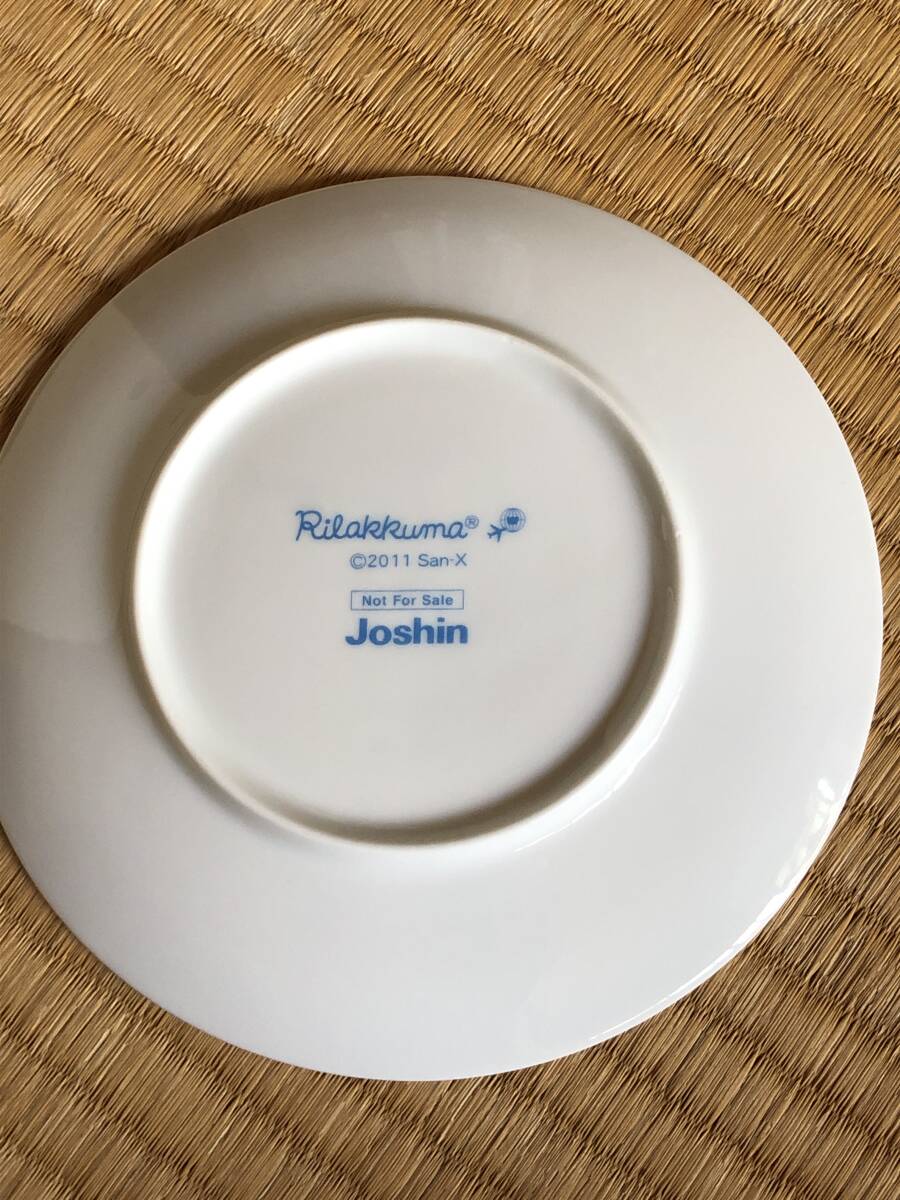 Rilakkuma®
©2011 San-X
Not For Sale
Joshin